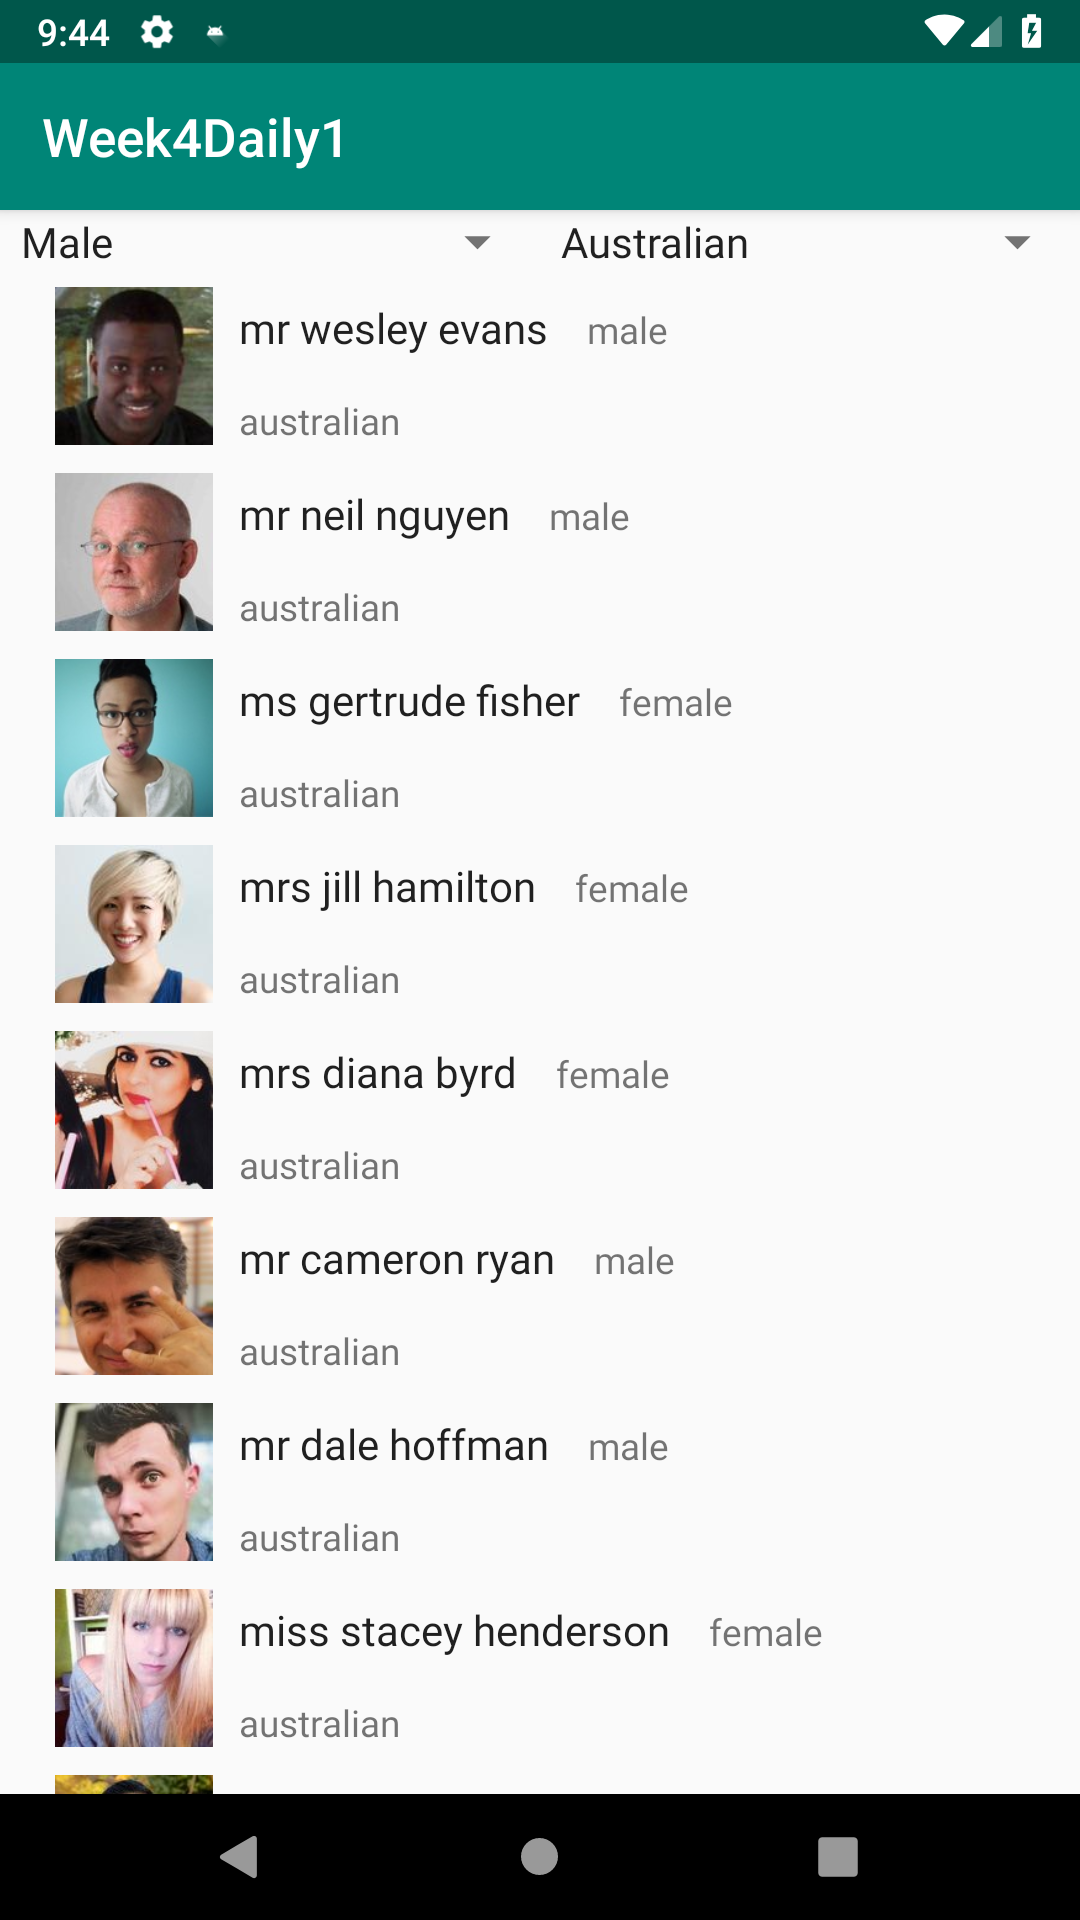 9:44
Week4Daily1
Male Australian
mr wesley evans male
australian
mr neil nguyen male
australian
ms gertrude fisher female
australian
mrs jill hamilton female
australian
mrs diana byrd female
australian
mr cameron ryan male
australian
mr dale hoffman male
australian
miss stacey henderson female
australian